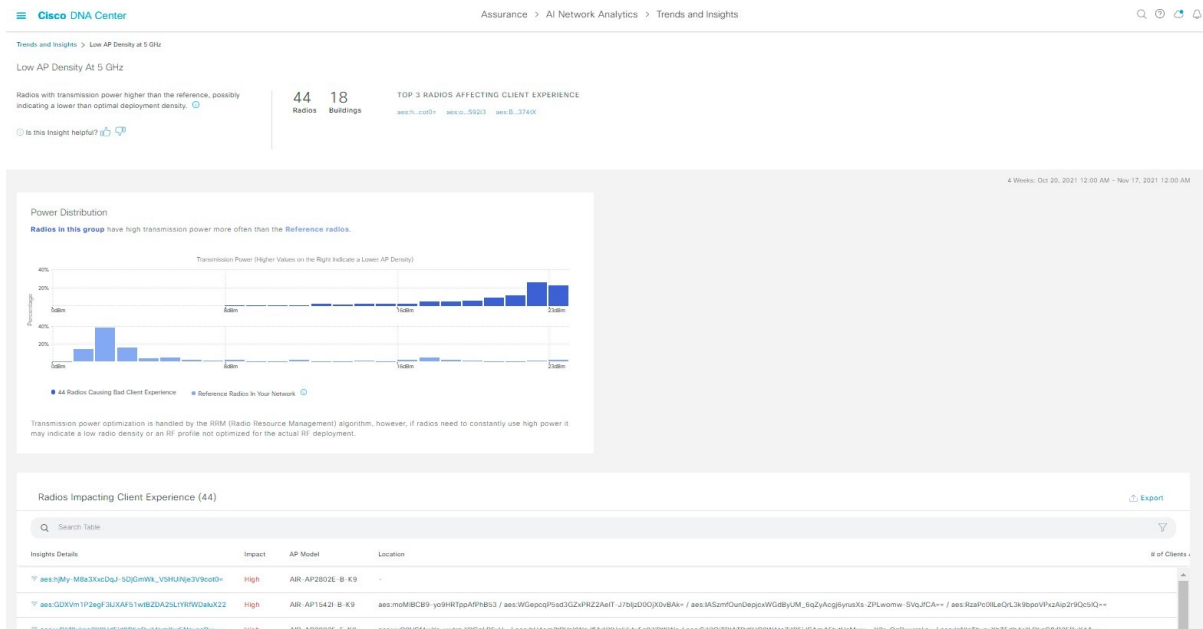 Cisco DNA Center
Assurance > AI Network Analytics > Trends and Insights
Trends and Insights > Low AP Density at 5 GHz
Low AP Density At 5 GHz
Radios with transmission power higher than the reference, possibly
indicating a lower than optimal deployment density.
Is this Insight helpful?
44 Radios
18 Buildings
TOP 3 RADIOS AFFECTING CLIENT EXPERIENCE
aes:h...cot0= aes:o...592i3 aes:B...374tX
4 Weeks: Oct 20, 2021 12:00 AM - Nov 17, 2021 12:00 AM
Power Distribution
Radios in this group have high transmission power more often than the Reference radios.
Transmission Power (Higher Values on the Right Indicate a Lower AP Density)
Percentage
40%
20%
0dBm 8dBm 16dBm 23dBm
40%
20%
0dBm 8dBm 16dBm 23dBm
44 Radios Causing Bad Client Experience Reference Radios In Your Network
Transmission power optimization is handled by the RRM (Radio Resource Management) algorithm, however, if radios need to constantly use high power it
may indicate a low radio density or an RF profile not optimized for the actual RF deployment.
Radios Impacting Client Experience (44)
Export
Search Table
Insights Details Impact AP Model Location # of Clients
High AIR-AP2802E-B-K9 -
High AIR-AP1542I-B-K9